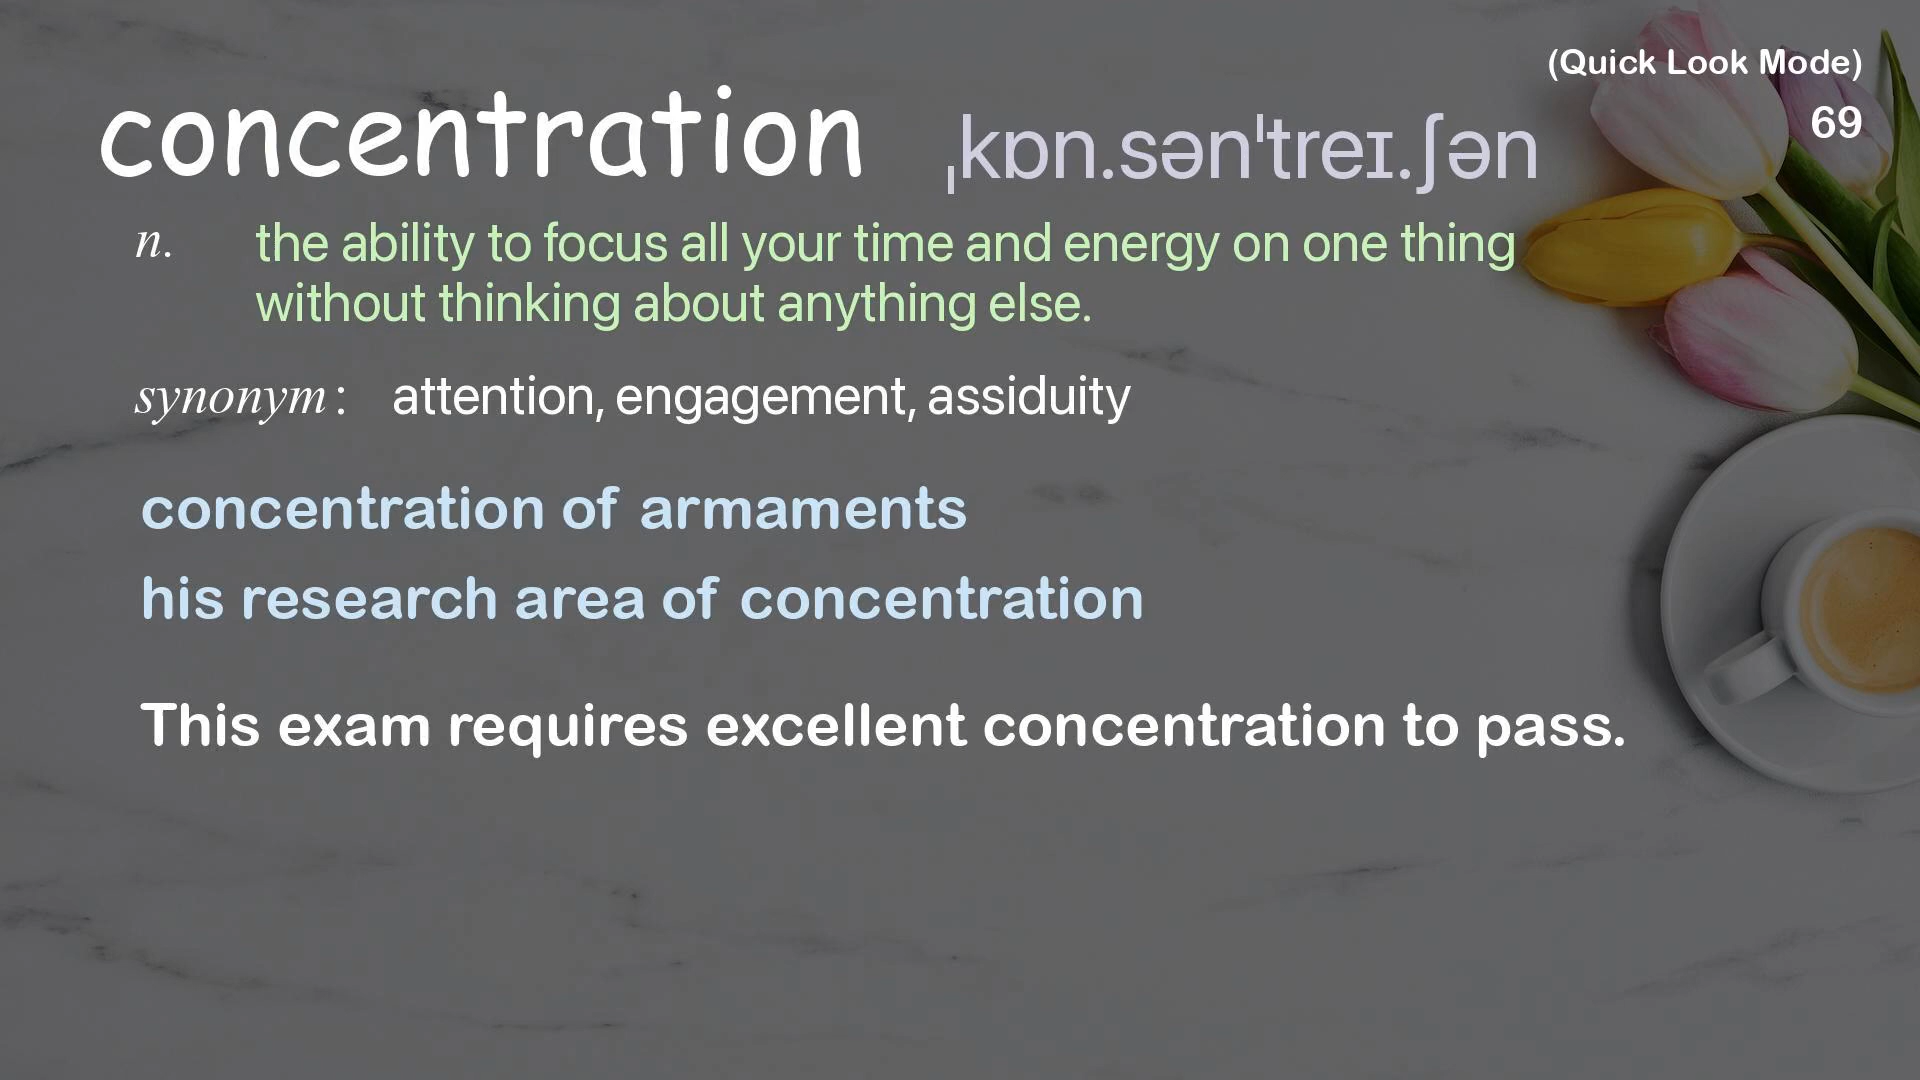 (Quick Look Mode)
69
concentration ˌkɒn.sənˈtreɪ.ʃən
n. the ability to focus all your time and energy on one thing
without thinking about anything else.
synonym: attention, engagement, assiduity
concentration of armaments
his research area of concentration
This exam requires excellent concentration to pass.